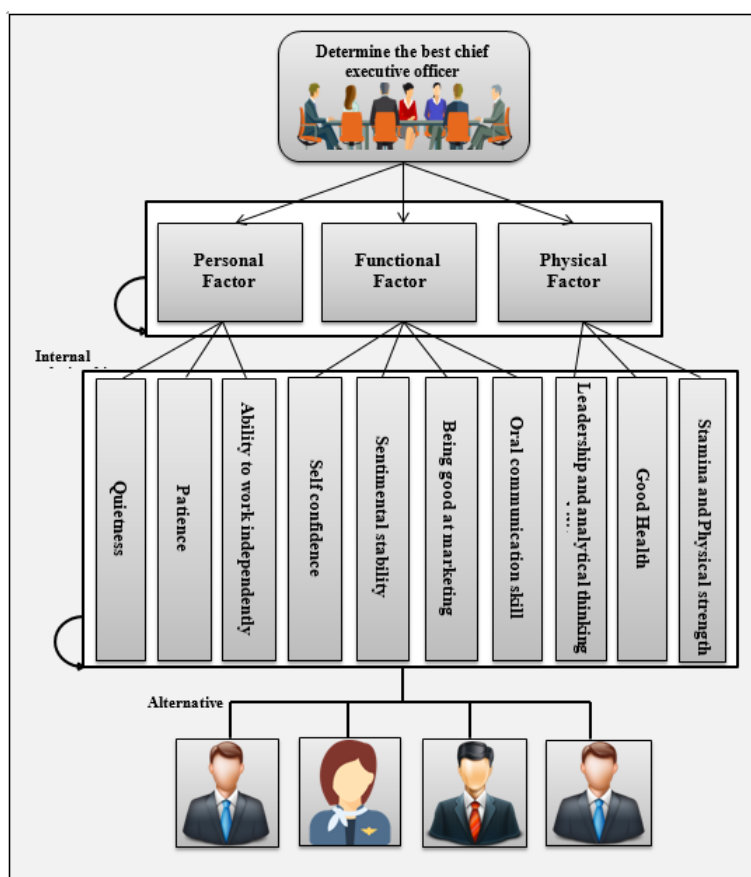 Determine the best chief
executive officer
Personal
Factor
Functional
Factor
Physical
Factor
Internal
Quietness
Patience
Ability to work independently
Self confidence
Sentimental stability
Being good at marketing
Oral communication skill
Leadership and analytical thinking
Good Health
Stamina and Physical strength
Alternative